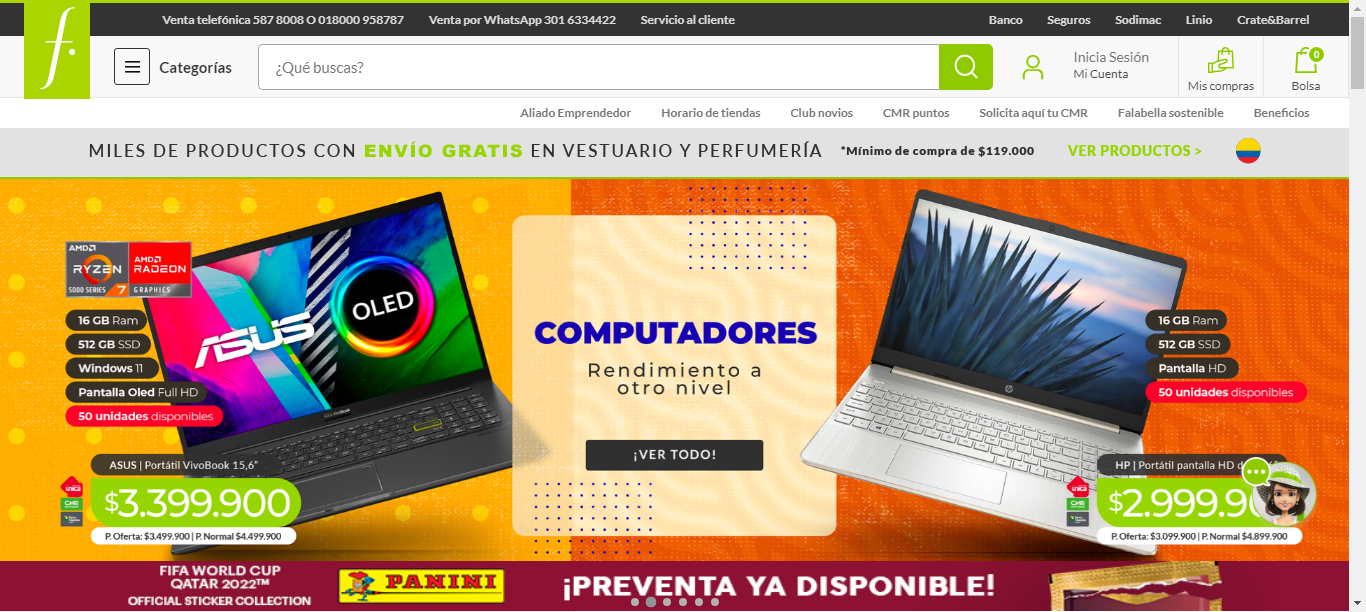 f.
Venta telefónica 587 8008 O 018000 958787
Venta por WhatsApp 301 6334422
Servicio al cliente
Banco
Seguros
Sodimac
Linio
Crate&Barrel
Categorías
¿Qué buscas?
Inicia Sesión
Mi Cuenta
Mis compras
0
Bolsa
Aliado Emprendedor
Horario de tiendas
Club novios
CMR puntos
Solicita aquí tu CMR
Falabella sostenible
Beneficios
MILES DE PRODUCTOS CON ENVÍO GRATIS EN VESTUARIO Y PERFUMERÍA
*Mínimo de compra de $119.000
VER PRODUCTOS >
AMD
RYZEN
5000 SERIES 7
AMD
RADEON
GRAPHICS
16 GB Ram
512 GB SSD
Windows 11
Pantalla Oled Full HD
50 unidades disponibles
ASUS
OLED
ASUS | Portátil VivoBook 15,6"
única
CMR
$3.399.900
P. Oferta: $3.499.900 | P. Normal $4.499.900
COMPUTADORES
Rendimiento a
otro nivel
¡VER TODO!
hp
16 GB Ram
512 GB SSD
Pantalla HD
50 unidades disponibles
HP | Portátil pantalla HD
única
CMR
$2.999.9
P. Oferta: $3.099.900 | P. Normal $4.899.900
FIFA WORLD CUP
QATAR 2022™
OFFICIAL STICKER COLLECTION
PANINI
¡PREVENTA YA DISPONIBLE!